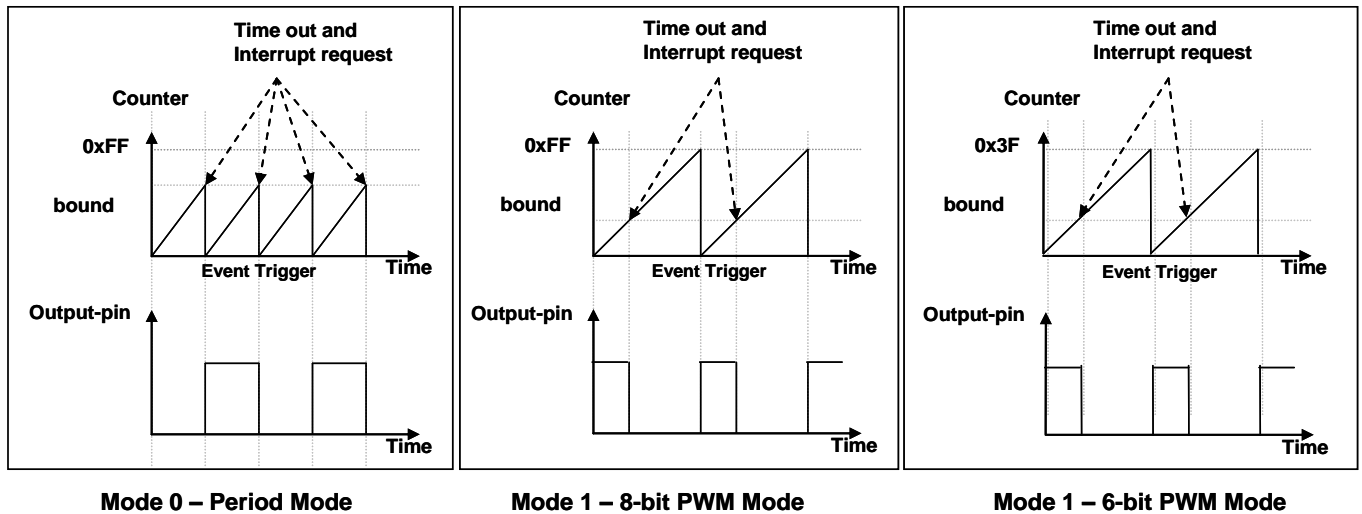 Time out and
Interrupt request
Counter
0xFF
bound
Event Trigger
Time
Output-pin
Time
Mode 0 – Period Mode
Time out and
Interrupt request
Counter
0xFF
bound
Event Trigger
Time
Output-pin
Time
Mode 1 – 8-bit PWM Mode
Time out and
Interrupt request
Counter
0x3F
bound
Event Trigger
Time
Output-pin
Time
Mode 1 – 6-bit PWM Mode